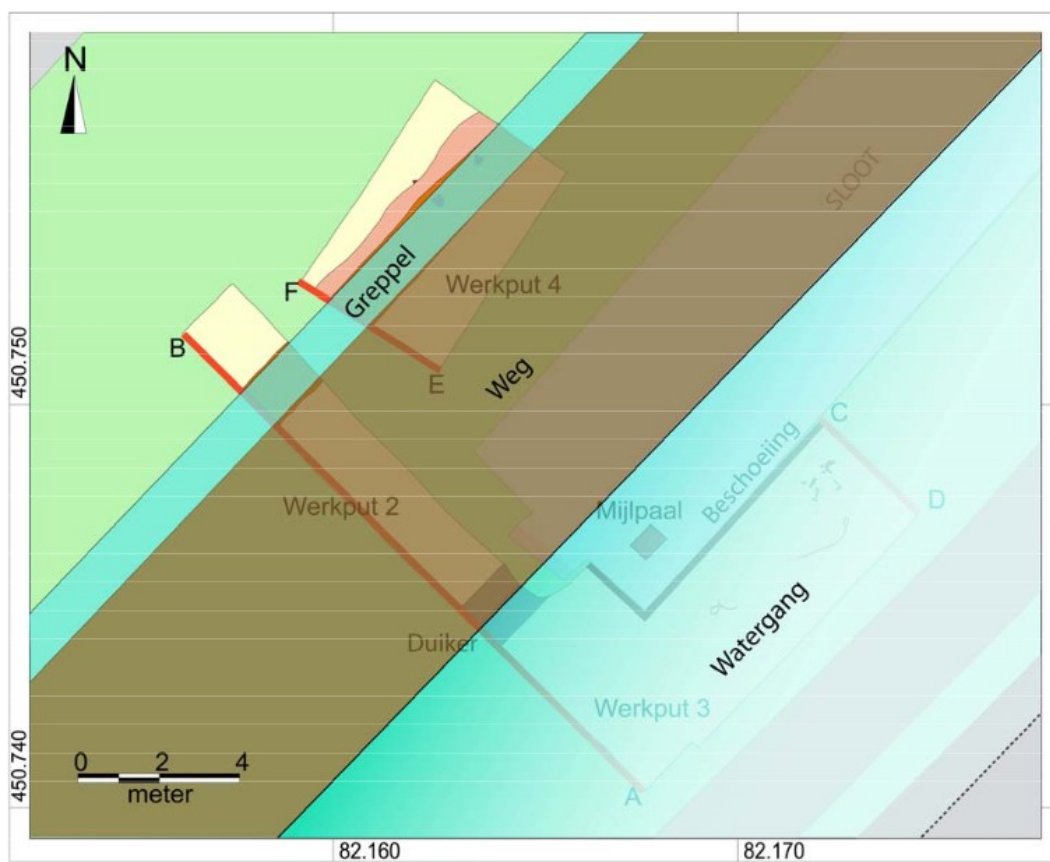 N
SLOOT
F
Greppel
Werkput 4
B
450.750
E
Weg
C
Beschoeiing
Werkput 2
Mijlpaal
D
Duiker
Watergang
Werkput 3
450.740
0 2 4
meter
A
82.160
82.170